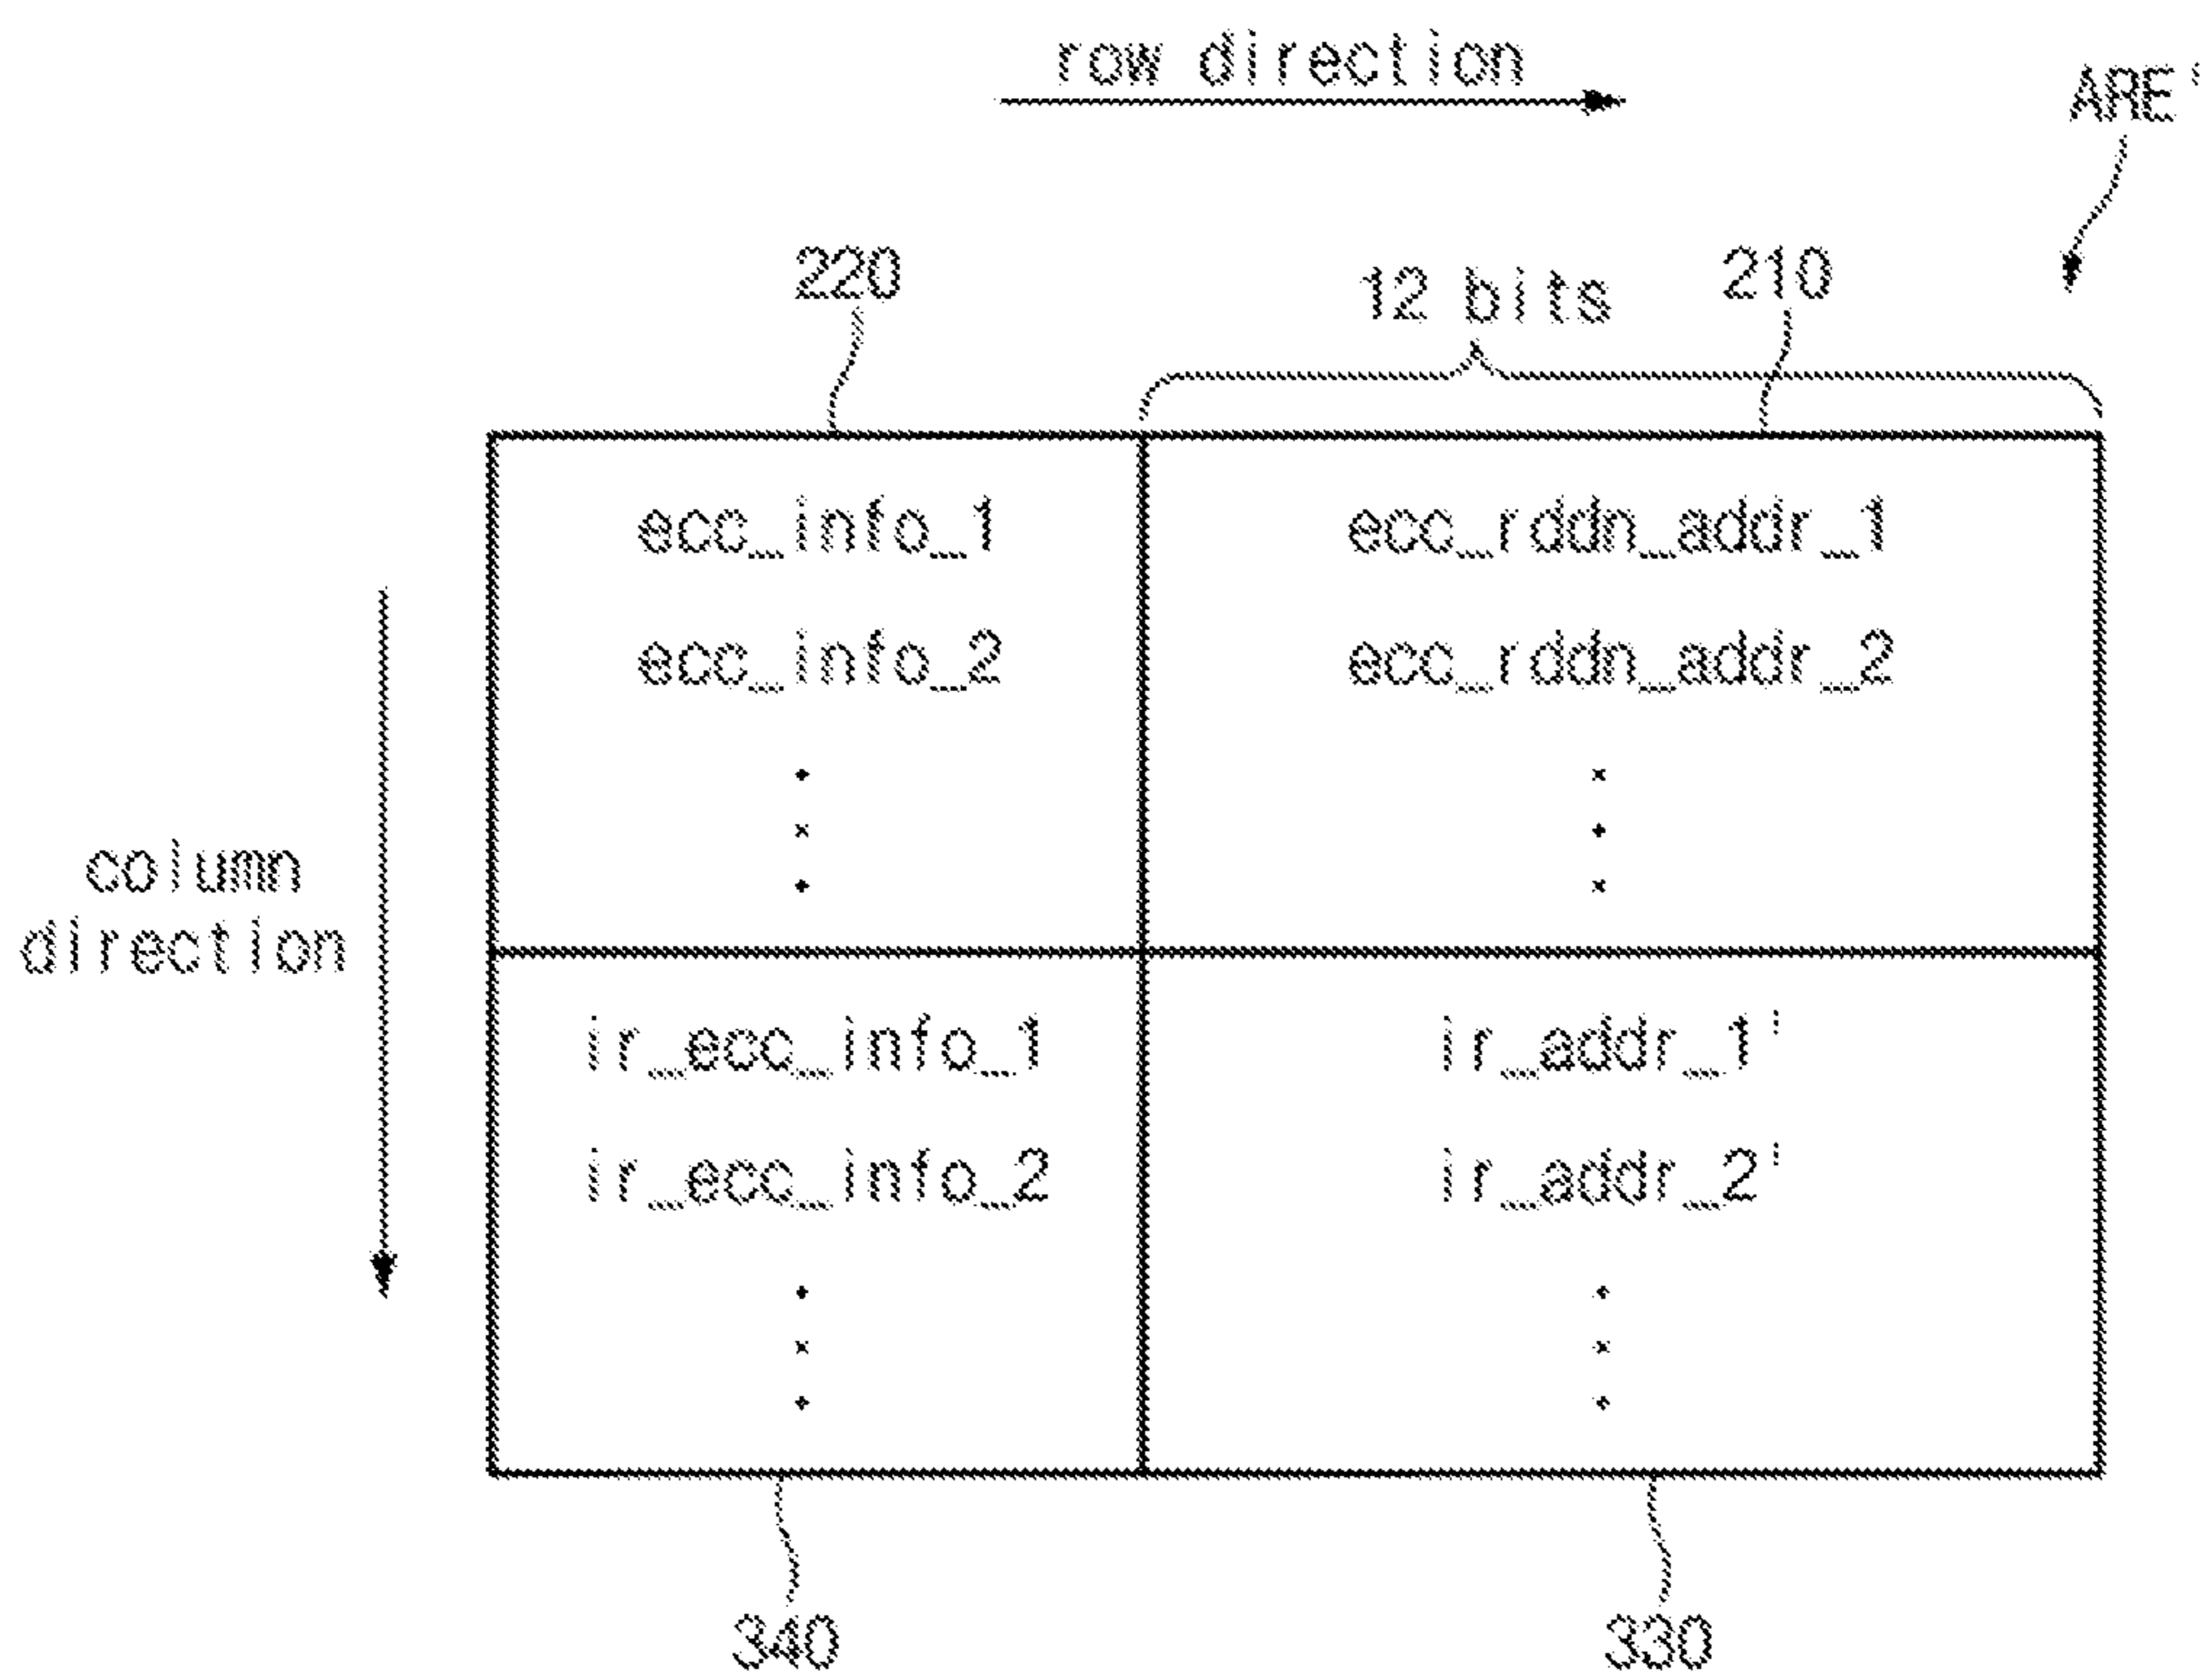 row direction
ARE'
220
12 bits
210
ecc_info_1
ecc_rddn_addr_1
ecc_info_2
ecc_rddn_addr_2
column
direction
ir_ecc_info_1
ir_addr_1'
ir_ecc_info_2
ir_addr_2'
340
330